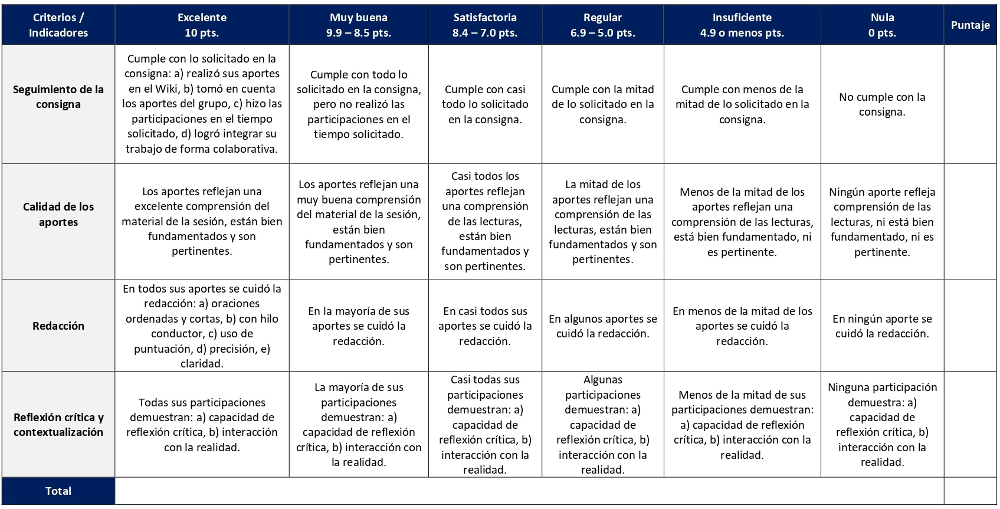 Criterios /
Indicadores
Excelente
10 pts.
Muy buena
9.9 – 8.5 pts.
Satisfactoria
8.4 – 7.0 pts.
Regular
6.9 – 5.0 pts.
Insuficiente
4.9 o menos pts.
Nula
0 pts.
Puntaje
Seguimiento de la
consigna
Cumple con lo solicitado en la
consigna: a) realizó sus aportes
en el Wiki, b) tomó en cuenta
los aportes del grupo, c) hizo las
participaciones en el tiempo
solicitado, d) logró integrar su
trabajo de forma colaborativa.
Cumple con todo lo
solicitado en la consigna,
pero no realizó las
participaciones en el
tiempo solicitado.
Cumple con casi
todo lo solicitado
en la consigna.
Cumple con la mitad
de lo solicitado en la
consigna.
Cumple con menos de la
mitad de lo solicitado en la
consigna.
No cumple con la
consigna.
Calidad de los
aportes
Los aportes reflejan una
excelente comprensión del
material de la sesión, están bien
fundamentados y son
pertinentes.
Los aportes reflejan una
muy buena comprensión
del material de la sesión,
están bien
fundamentados y son
pertinentes.
Casi todos los
aportes reflejan
una comprensión
de las lecturas,
están bien
fundamentados y
son pertinentes.
La mitad de los
aportes reflejan una
comprensión de las
lecturas, están bien
fundamentados y son
pertinentes.
Menos de la mitad de los
aportes reflejan una
comprensión de las lecturas,
está bien fundamentado, ni
es pertinente.
Ningún aporte refleja
comprensión de las
lecturas, ni está bien
fundamentado, ni es
pertinente.
Redacción
En todos sus aportes se cuidó la
redacción: a) oraciones
ordenadas y cortas, b) con hilo
conductor, c) uso de
puntuación, d) precisión, e)
claridad.
En la mayoría de sus
aportes se cuidó la
redacción.
En casi todos sus
aportes se cuidó la
redacción.
En algunos aportes se
cuidó la redacción.
En menos de la mitad de los
aportes se cuidó la
redacción.
En ningún aporte se
cuidó la redacción.
Reflexión crítica y
contextualización
Todas sus participaciones
demuestran: a) capacidad de
reflexión crítica, b) interacción
con la realidad.
La mayoría de sus
participaciones
demuestran: a)
capacidad de reflexión
crítica, b) interacción con
la realidad.
Casi todas sus
participaciones
demuestran: a)
capacidad de
reflexión crítica, b)
interacción con la
realidad.
Algunas
participaciones
demuestran: a)
capacidad de
reflexión crítica, b)
interacción con la
realidad.
Menos de la mitad de sus
participaciones demuestran:
a) capacidad de reflexión
crítica, b) interacción con la
realidad.
Ninguna participación
demuestra: a)
capacidad de
reflexión crítica, b)
interacción con la
realidad.
Total